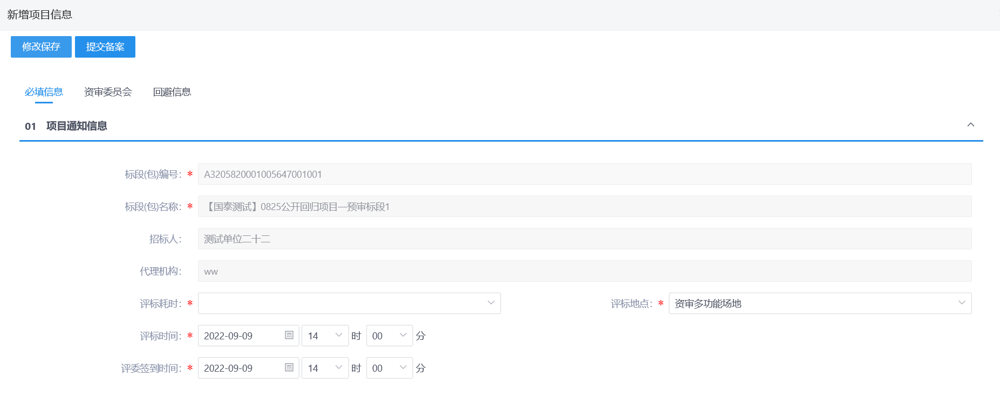 新增项目信息
修改保存 提交备案
必填信息 资审委员会 回避信息
01 项目通知信息
标段(包)编号：* A3205820001005647001001
标段(包)名称：* 【国泰测试】0825公开回归项目—预审标段1
招标人： 测试单位二十二
代理机构： ww
评标耗时：* 评标地点：* 资审多功能场地
评标时间：* 2022-09-09 14 时 00 分
评委签到时间：* 2022-09-09 14 时 00 分